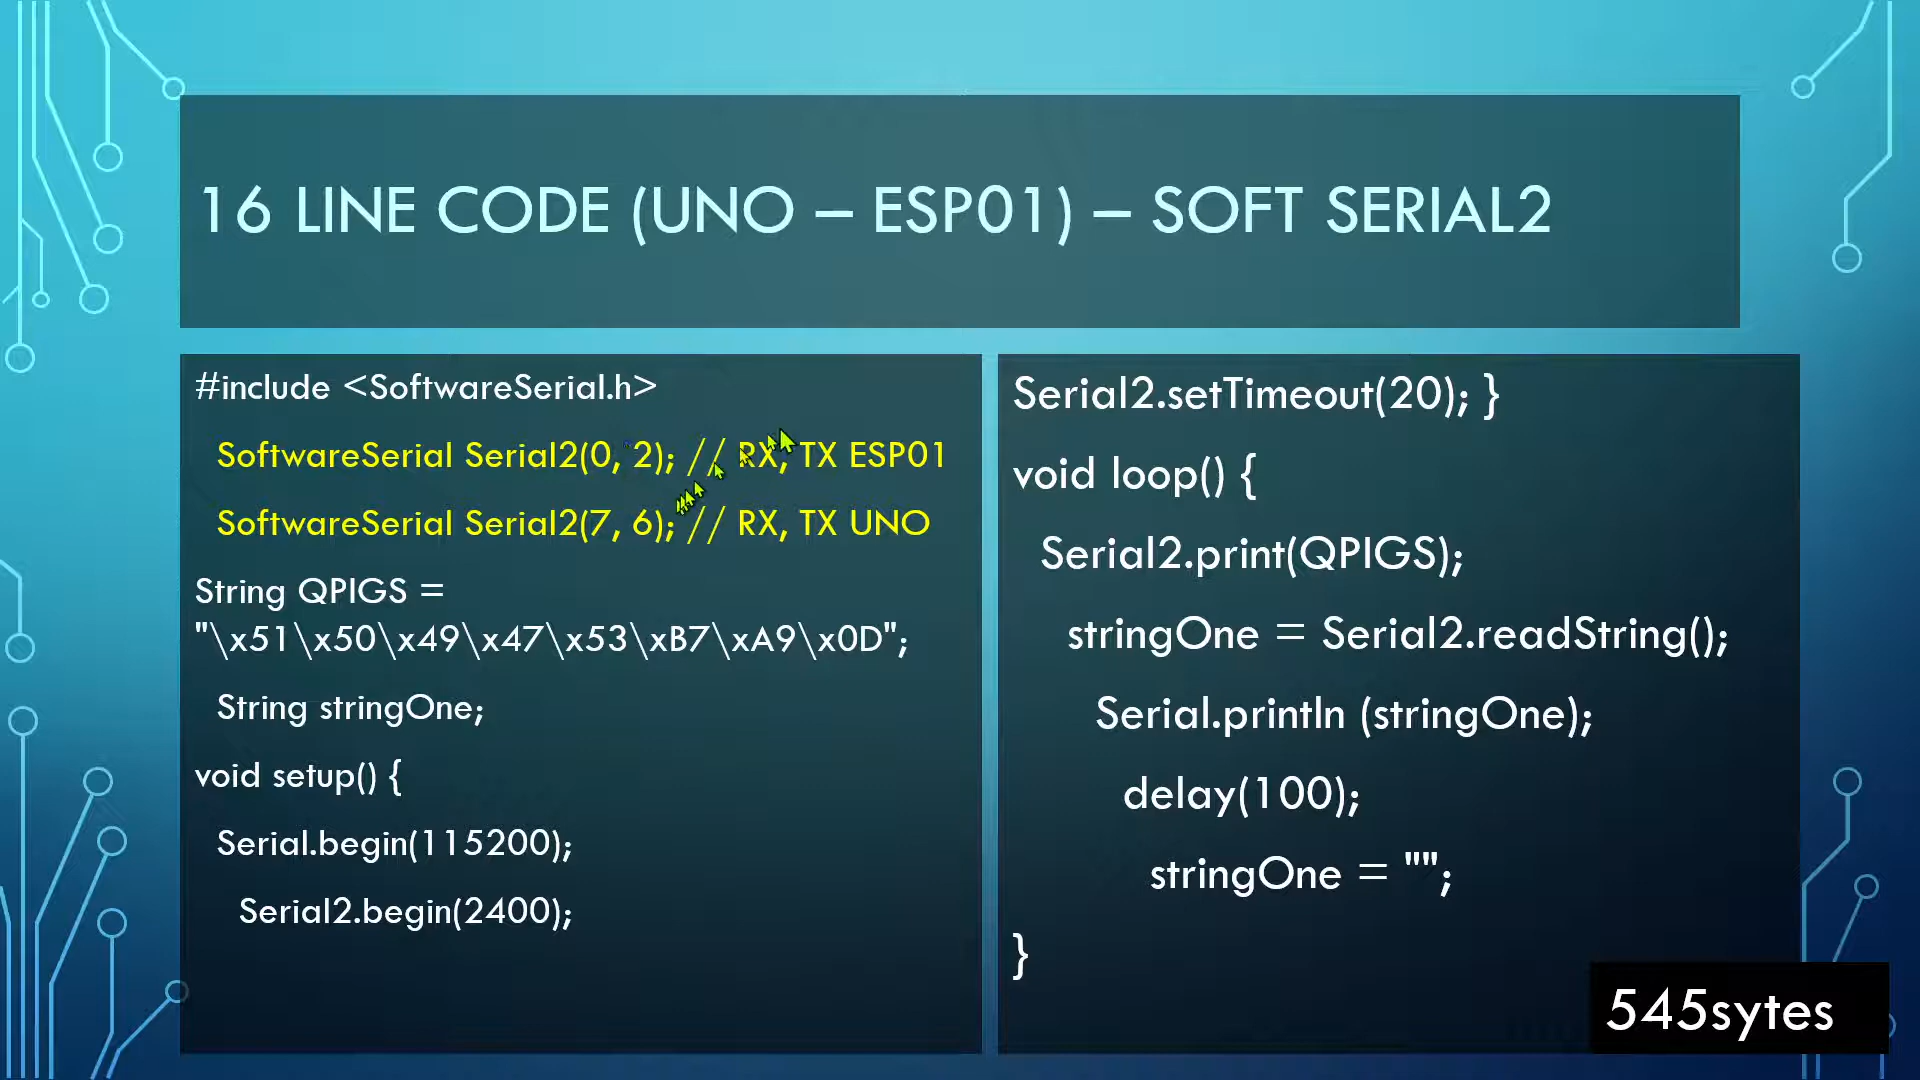 16 LINE CODE (UNO – ESP01) – SOFT SERIAL2
#include <SoftwareSerial.h>
SoftwareSerial Serial2(0, 2); // RX, TX ESP01
SoftwareSerial Serial2(7, 6); // RX, TX UNO
String QPIGS =
"\x51\x50\x49\x47\x53\xB7\xA9\x0D";
String stringOne;
void setup() {
Serial.begin(115200);
Serial2.begin(2400);
Serial2.setTimeout(20); }
void loop() {
Serial2.print(QPIGS);
stringOne = Serial2.readString();
Serial.println (stringOne);
delay(100);
stringOne = "";
}
545sytes